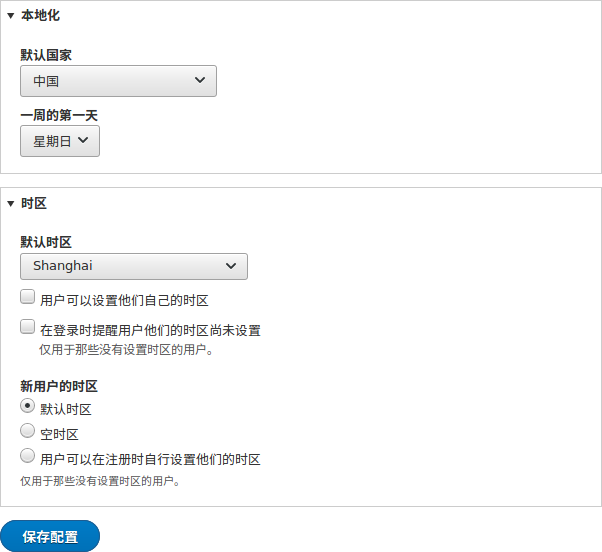 本地化
默认国家
中国
一周的第一天
星期日
时区
默认时区
Shanghai
用户可以设置他们自己的时区
在登录时提醒用户他们的时区尚未设置
仅用于那些没有设置时区的用户。
新用户的时区
默认时区
空时区
用户可以在注册时自行设置他们的时区
仅用于那些没有设置时区的用户。
保存配置